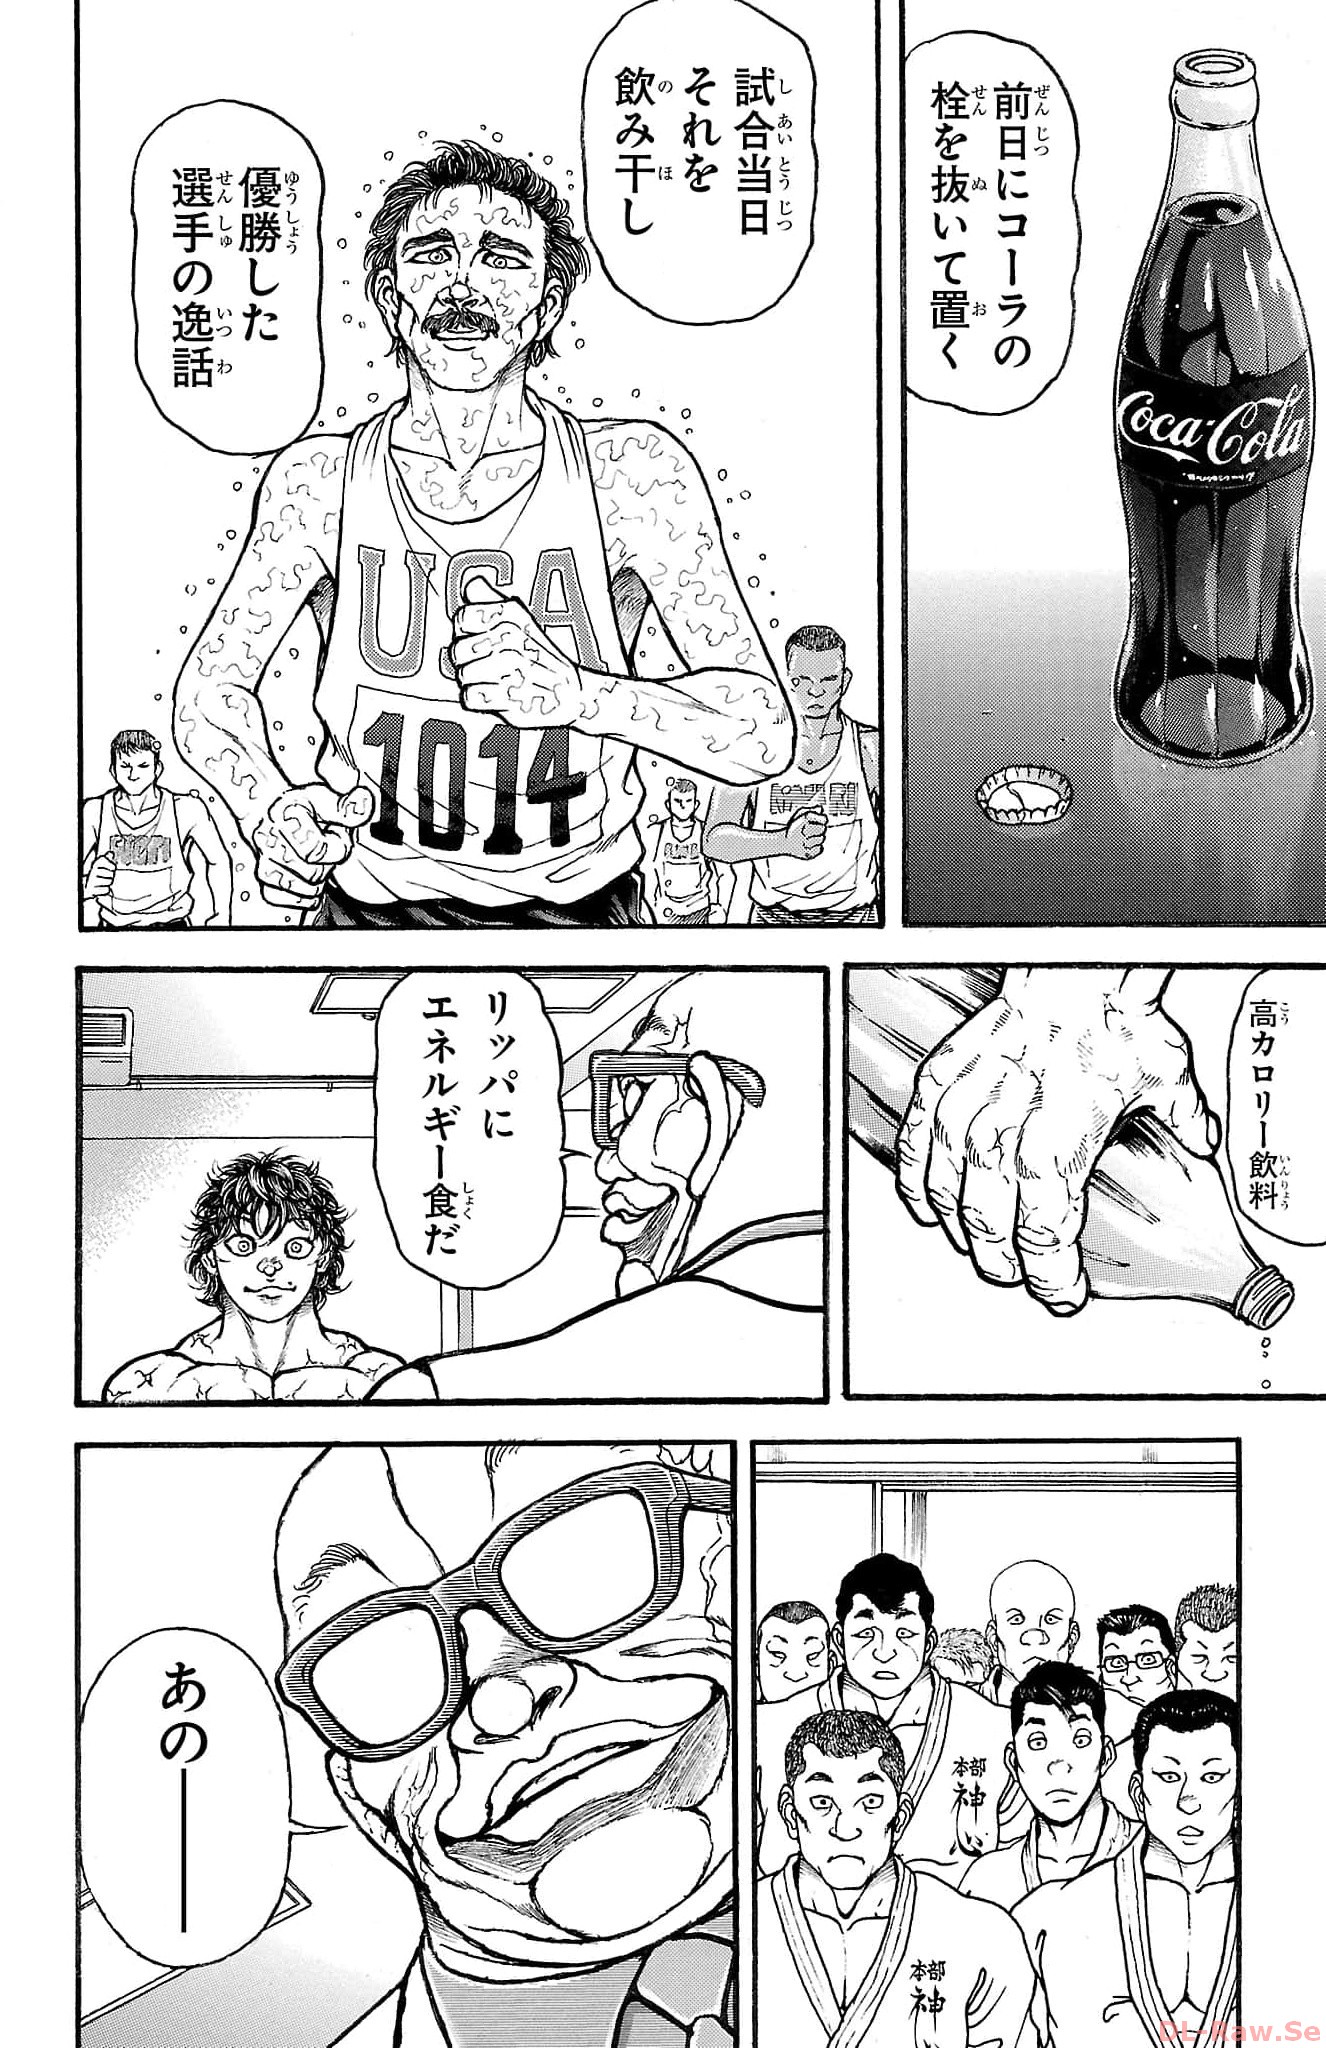 前日にコーラの
栓を抜いて置く
Coca-Cola
試合当日
それを
飲み干し
優勝した
選手の逸話
USA
1014
高カロリー飲料
リッパに
エネルギー食だ
本部
神心
本部
神
あの――
DL-Raw.Se